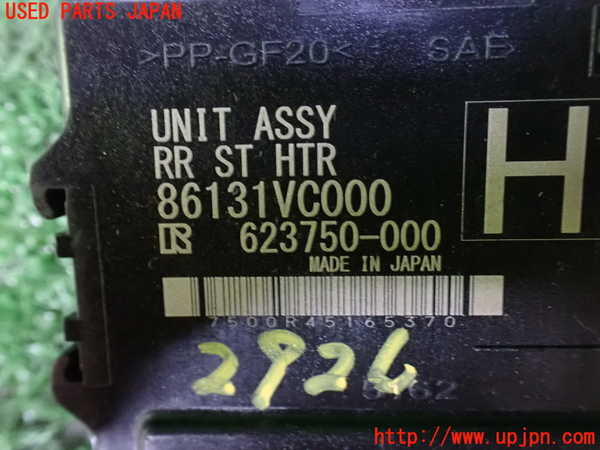 USED PARTS JAPAN
>PP-GF20< SAE
UNIT ASSY
RR ST HTR
86131VC000
H
623750-000
MADE IN JAPAN
7500R45165370
2926
http://www.upjpn.com/